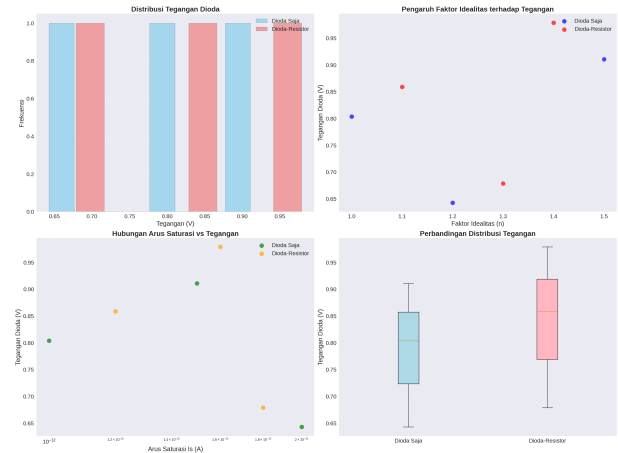 Distribusi Tegangan Dioda
Dioda Saja
Dioda-Resistor
1.0
0.8
0.6
0.4
0.2
0.0
Frekuensi
0.65 0.70 0.75 0.80 0.85 0.90 0.95
Tegangan (V)
Pengaruh Faktor Idealitas terhadap Tegangan
Dioda Saja
Dioda-Resistor
0.95
0.90
0.85
0.80
0.75
0.70
0.65
Tegangan Dioda (V)
1.0 1.1 1.2 1.3 1.4 1.5
Faktor Idealitas (n)
Hubungan Arus Saturasi vs Tegangan
Dioda Saja
Dioda-Resistor
0.95
0.90
0.85
0.80
0.75
0.70
0.65
Tegangan Dioda (V)
10⁻¹²
Arus Saturasi Is (A)
Perbandingan Distribusi Tegangan
0.95
0.90
0.85
0.80
0.75
0.70
0.65
Tegangan Dioda (V)
Dioda Saja Dioda-Resistor